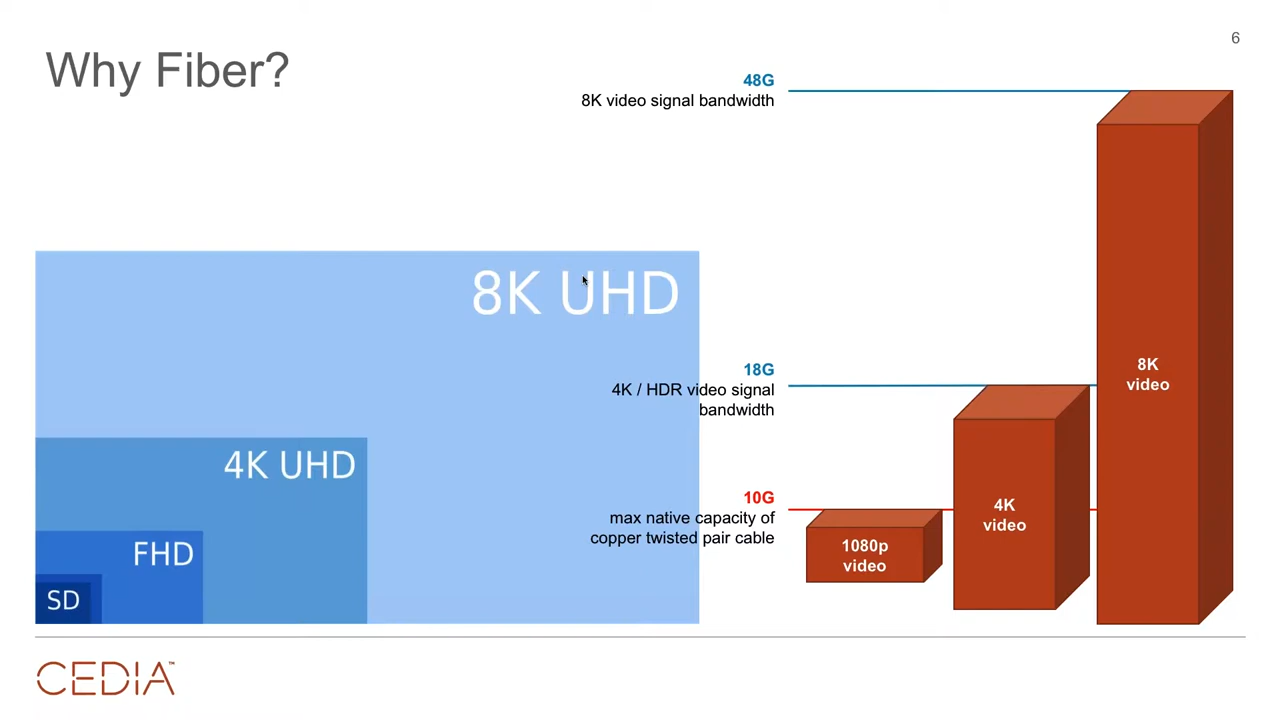 6
Why Fiber?
48G
8K video signal bandwidth
8K UHD
18G
4K / HDR video signal
bandwidth
8K
video
4K UHD
10G
max native capacity of
copper twisted pair cable
4K
video
1080p
video
FHD
SD
CEDIA™